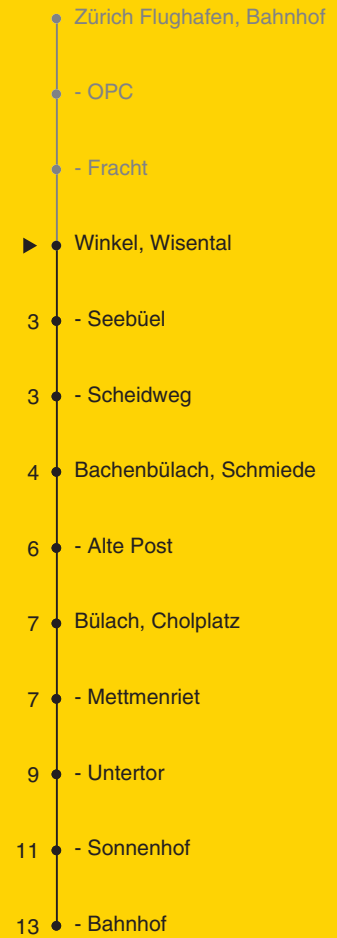 Zürich Flughafen, Bahnhof
- OPC
- Fracht
Winkel, Wisental
3 - Seebüel
3 - Scheidweg
4 Bachenbülach, Schmiede
6 - Alte Post
7 Bülach, Cholplatz
7 - Mettmenriet
9 - Untertor
11 - Sonnenhof
13 - Bahnhof